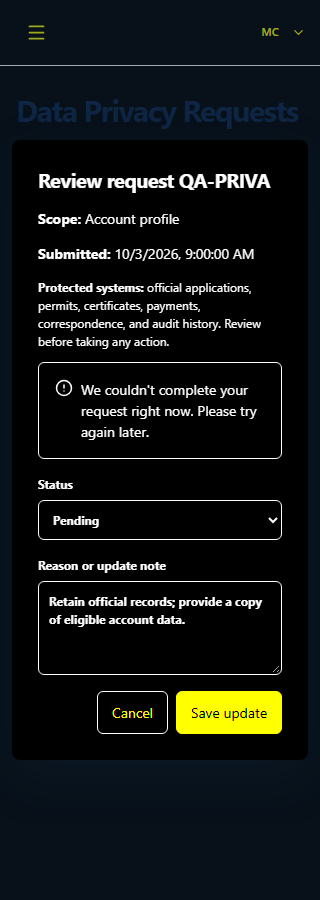 MC
Data Privacy Requests
Review request QA-PRIVA
Scope: Account profile
Submitted: 10/3/2026, 9:00:00 AM
Protected systems: official applications,
permits, certificates, payments,
correspondence, and audit history. Review
before taking any action.
We couldn't complete your
request right now. Please try
again later.
Status
Pending
Reason or update note
Retain official records; provide a copy
of eligible account data.
Cancel
Save update